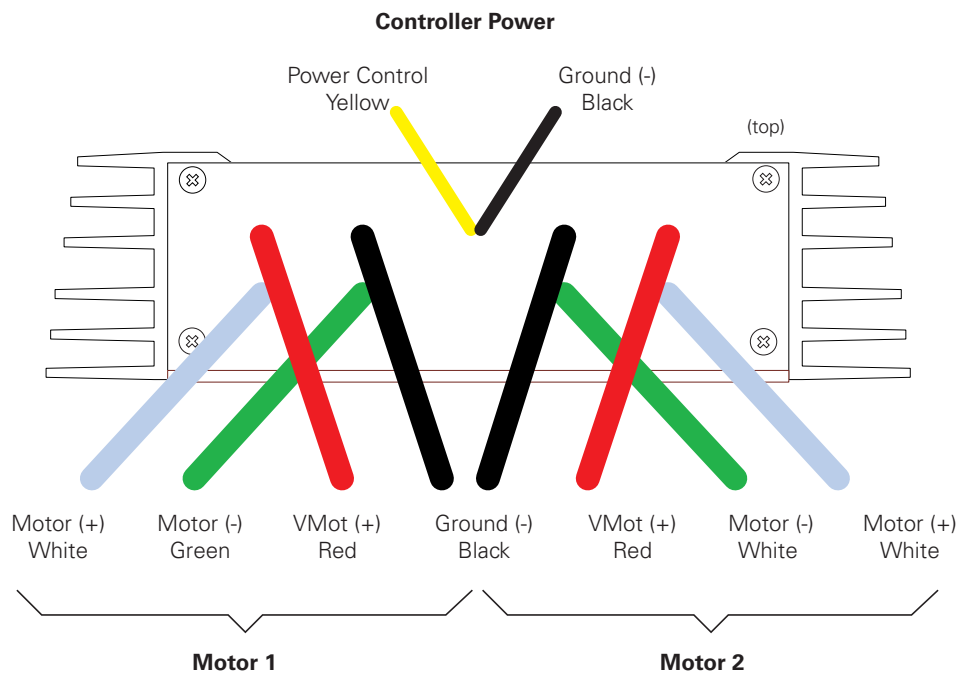 Controller Power
Power Control
Yellow
Ground (-)
Black
(top)
Motor (+)
White
Motor (-)
Green
VMot (+)
Red
Ground (-)
Black
VMot (+)
Red
Motor (-)
White
Motor (+)
White
Motor 1
Motor 2